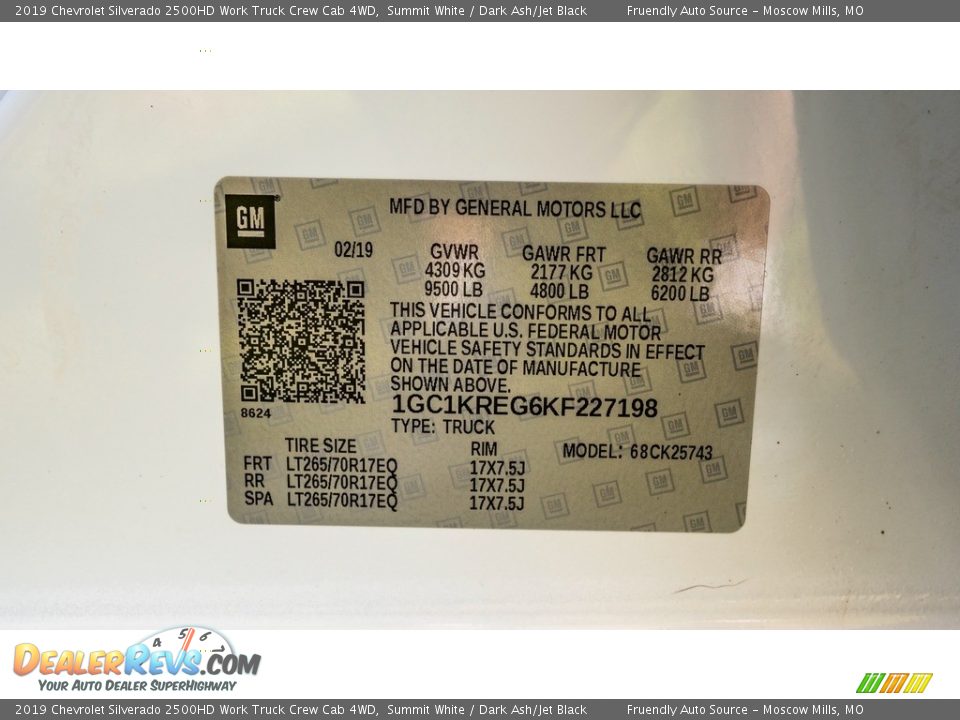 2019 Chevrolet Silverado 2500HD Work Truck Crew Cab 4WD, Summit White / Dark Ash/Jet Black Fruendly Auto Source - Moscow Mills, MO
GM
MFD BY GENERAL MOTORS LLC
02/19 GVWR GAWR FRT GAWR RR
4309 KG 2177 KG 2812 KG
9500 LB 4800 LB 6200 LB
THIS VEHICLE CONFORMS TO ALL
APPLICABLE U.S. FEDERAL MOTOR
VEHICLE SAFETY STANDARDS IN EFFECT
ON THE DATE OF MANUFACTURE
SHOWN ABOVE.
8624
1GC1KREG6KF227198
TYPE: TRUCK
TIRE SIZE RIM MODEL: 68CK25743
FRT LT265/70R17EQ 17X7.5J
RR LT265/70R17EQ 17X7.5J
SPA LT265/70R17EQ 17X7.5J
4 5 6
DEALERREVS.COM
YOUR AUTO DEALER SUPERHIGHWAY
2019 Chevrolet Silverado 2500HD Work Truck Crew Cab 4WD, Summit White / Dark Ash/Jet Black Fruendly Auto Source - Moscow Mills, MO